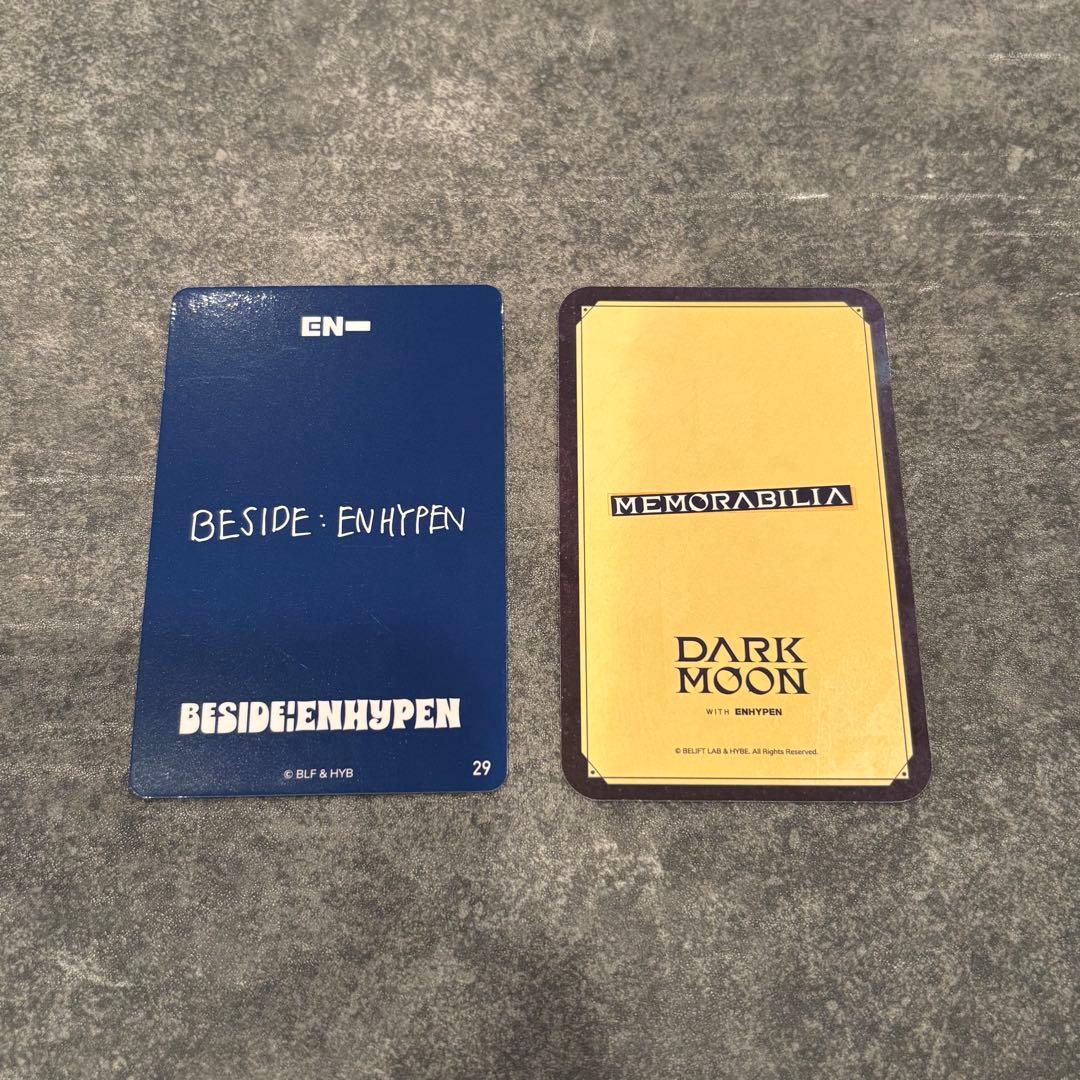 EN-
BESIDE: ENHYPEN
BESIDE:ENHYPEN
© BLF & HYB
29
MEMORABILIA
DARK
MOON
WITH ENHYPEN
© BELIFT LAB & HYBE. All Rights Reserved.